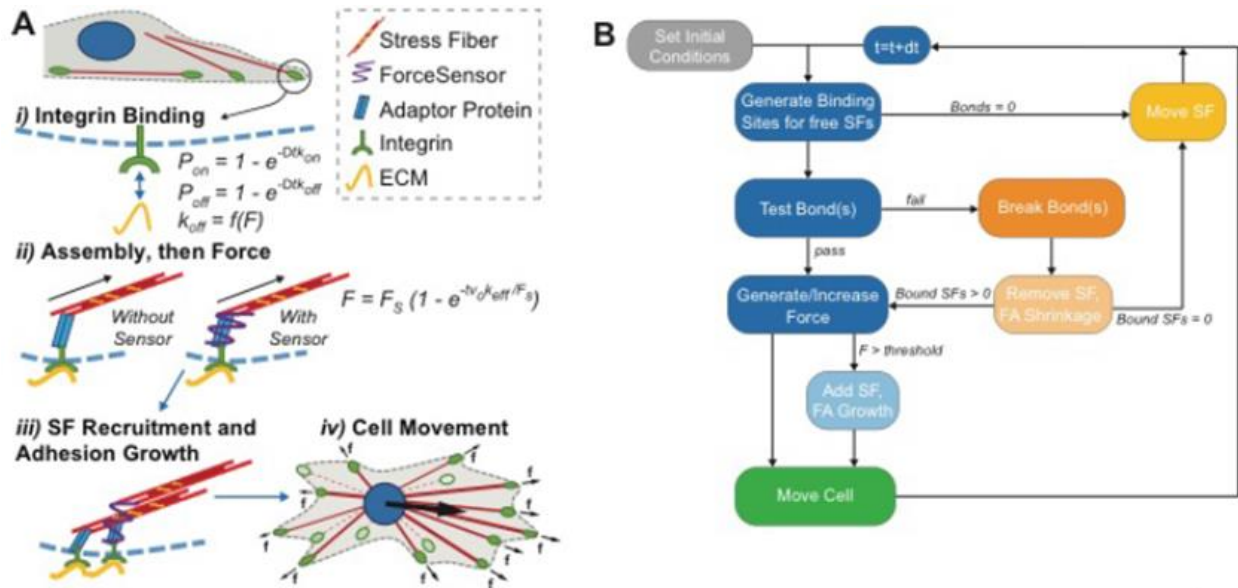 A
Stress Fiber
ForceSensor
Adaptor Protein
Integrin
ECM
i) Integrin Binding
P_on = 1 - e^-Dtk_on
P_off = 1 - e^-Dtk_off
k_off = f(F)
ii) Assembly, then Force
Without
Sensor
With
Sensor
F = F_S (1 - e^-tv_ok_eff/F_s)
iii) SF Recruitment and
Adhesion Growth
iv) Cell Movement
f
f
f
f
f
f
f
f
f
f
f
f
B
Set Initial
Conditions
t=t+dt
Generate Binding
Sites for free SFs
Bonds = 0
Move SF
Test Bond(s)
fail
Break Bond(s)
pass
Generate/Increase
Force
Bound SFs > 0
Remove SF,
FA Shrinkage
Bound SFs = 0
F > threshold
Add SF,
FA Growth
Move Cell